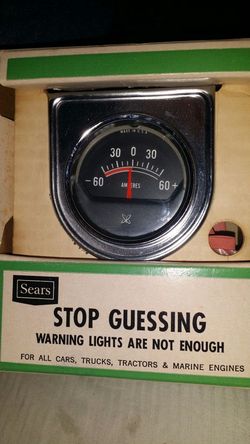 MADE IN U.S.A.
30 0 30
-60 60+
AMPERES
Sears
STOP GUESSING
WARNING LIGHTS ARE NOT ENOUGH
FOR ALL CARS, TRUCKS, TRACTORS & MARINE ENGINES